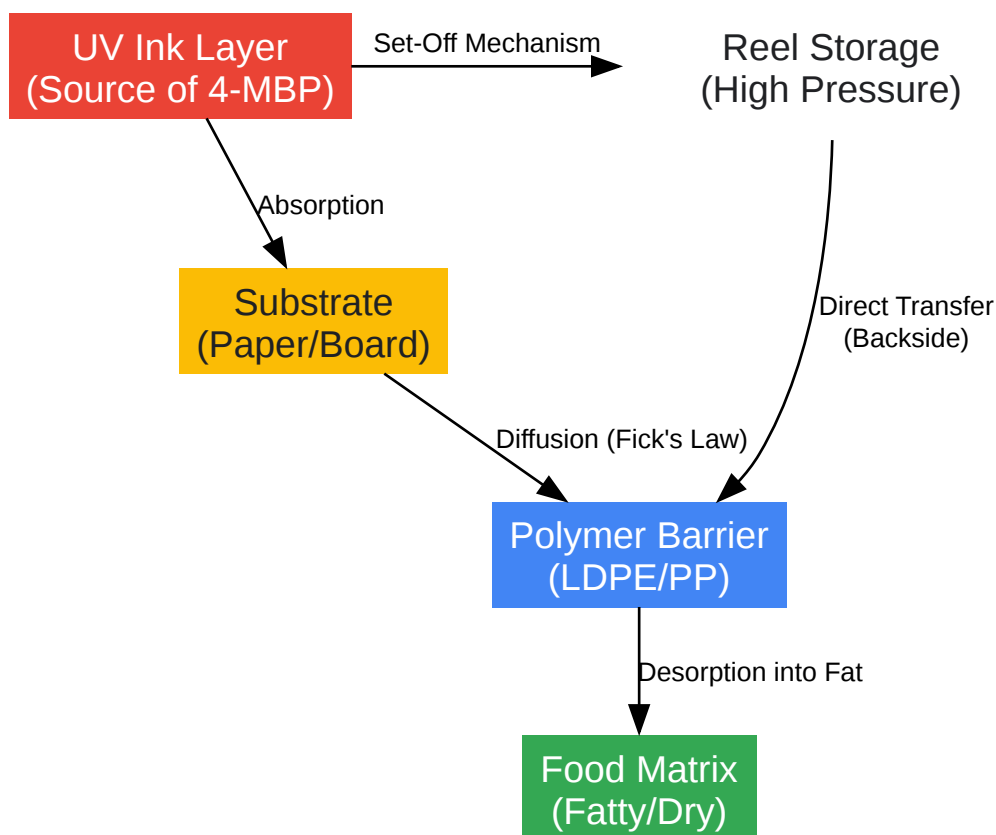 UV Ink Layer
(Source of 4-MBP)
Set-Off Mechanism
Reel Storage
(High Pressure)
Absorption
Substrate
(Paper/Board)
Direct Transfer
(Backside)
Diffusion (Fick's Law)
Polymer Barrier
(LDPE/PP)
Desorption into Fat
Food Matrix
(Fatty/Dry)